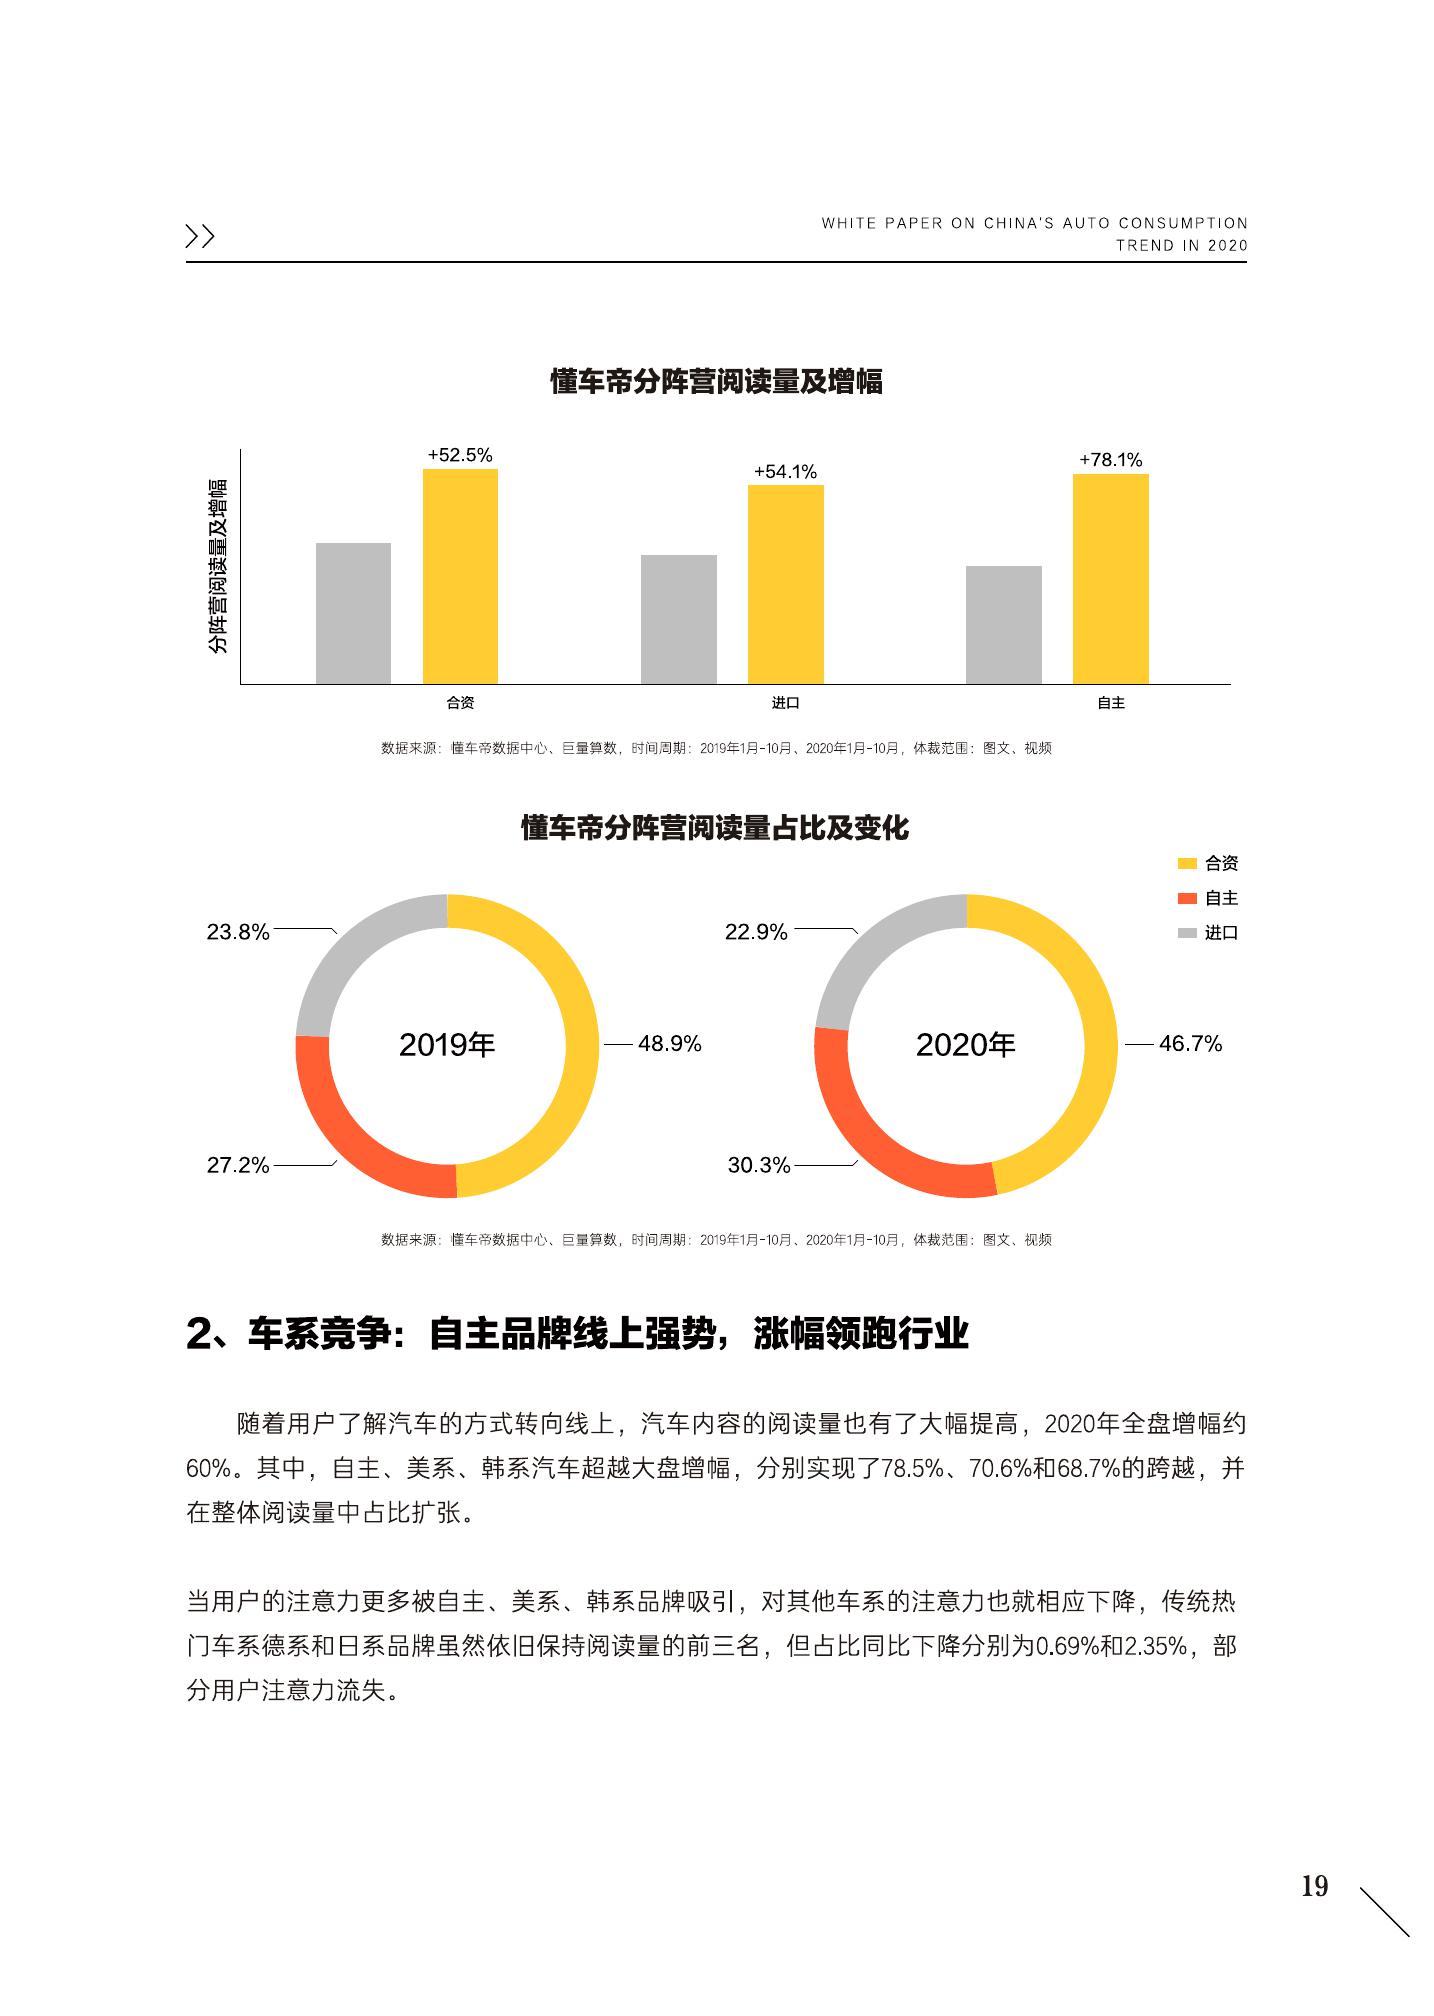 WHITE PAPER ON CHINA'S AUTO CONSUMPTION
TREND IN 2020
懂车帝分阵营阅读量及增幅
分阵营阅读量及增幅
+52.5%
+54.1%
+78.1%
合资
进口
自主
数据来源：懂车帝数据中心、巨量算数，时间周期：2019年1月-10月、2020年1月-10月，体裁范围：图文、视频
懂车帝分阵营阅读量占比及变化
合资
自主
进口
23.8%
2019年
48.9%
27.2%
22.9%
2020年
46.7%
30.3%
数据来源：懂车帝数据中心、巨量算数，时间周期：2019年1月-10月、2020年1月-10月，体裁范围：图文、视频
2、车系竞争：自主品牌线上强势，涨幅领跑行业
随着用户了解汽车的方式转向线上，汽车内容的阅读量也有了大幅提高，2020年全盘增幅约
60%。其中，自主、美系、韩系汽车超越大盘增幅，分别实现了78.5%、70.6%和68.7%的跨越，并
在整体阅读量中占比扩张。
当用户的注意力更多被自主、美系、韩系品牌吸引，对其他车系的注意力也就相应下降，传统热
门车系德系和日系品牌虽然依旧保持阅读量的前三名，但占比同比下降分别为0.69%和2.35%，部
分用户注意力流失。
19